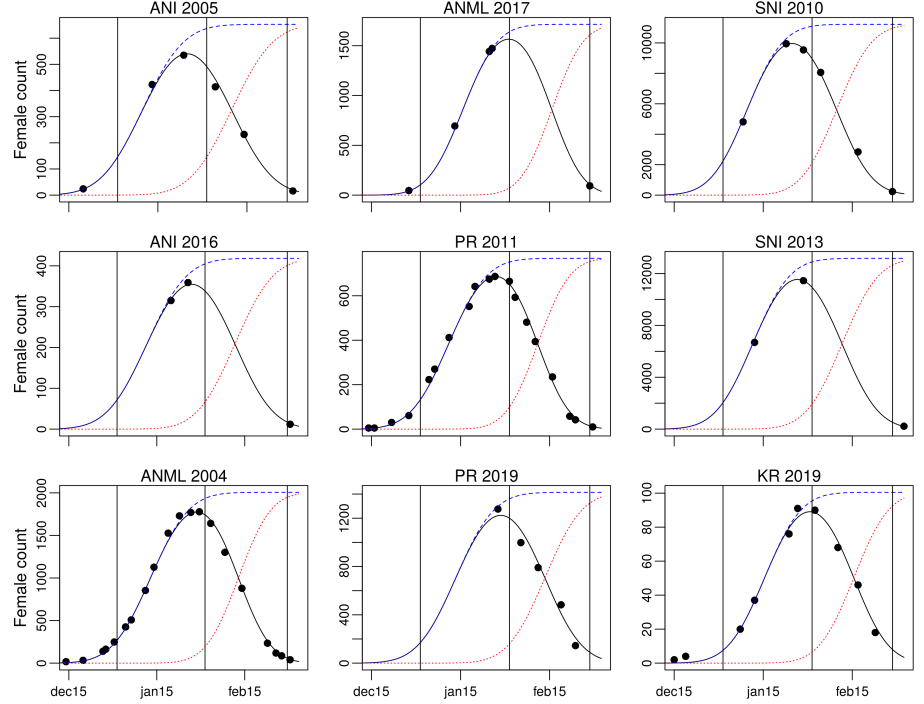 ANI 2005
ANML 2017
SNI 2010
Female count
0 100 300 500
0 500 1000 1500
0 2000 6000 10000
ANI 2016
PR 2011
SNI 2013
Female count
0 100 200 300 400
0 200 400 600
0 4000 8000 12000
ANML 2004
PR 2019
KR 2019
Female count
0 500 1000 1500 2000
0 400 800 1200
0 20 40 60 80 100
dec15 jan15 feb15
dec15 jan15 feb15
dec15 jan15 feb15